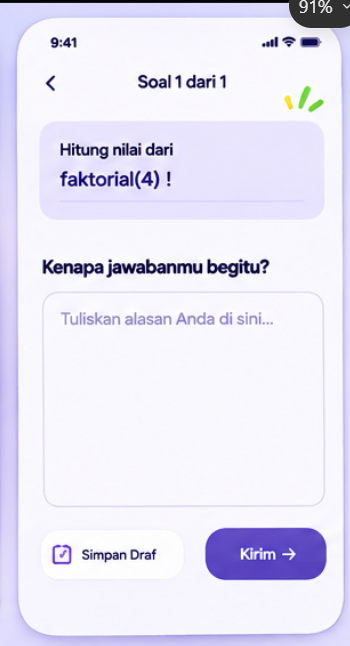 91%
9:41
Soal 1 dari 1
Hitung nilai dari
faktorial(4) !
Kenapa jawabanmu begitu?
Tuliskan alasan Anda di sini...
Simpan Draf
Kirim →